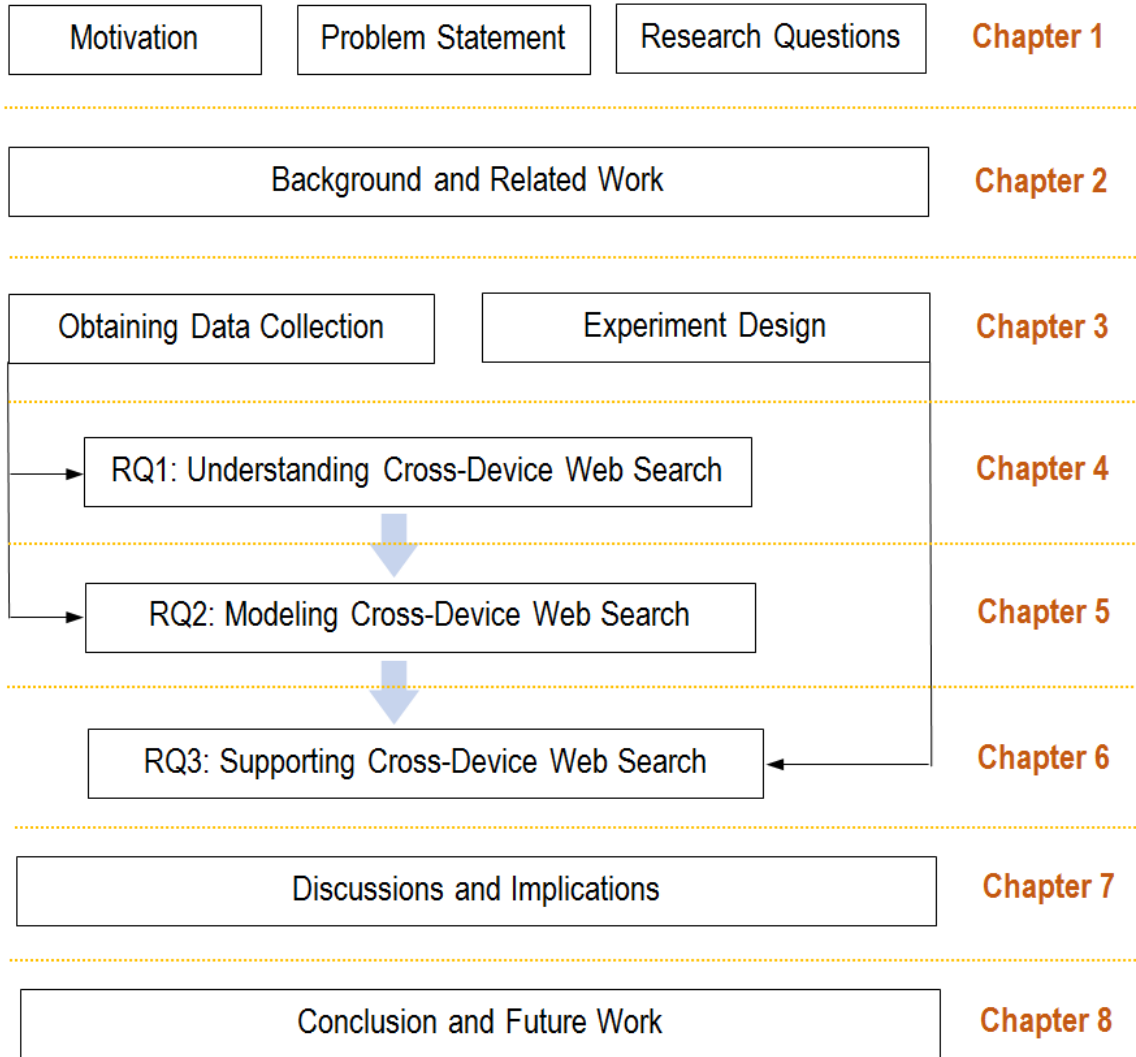 Motivation Problem Statement Research Questions Chapter 1
Background and Related Work Chapter 2
Obtaining Data Collection Experiment Design Chapter 3
RQ1: Understanding Cross-Device Web Search Chapter 4
RQ2: Modeling Cross-Device Web Search Chapter 5
RQ3: Supporting Cross-Device Web Search Chapter 6
Discussions and Implications Chapter 7
Conclusion and Future Work Chapter 8